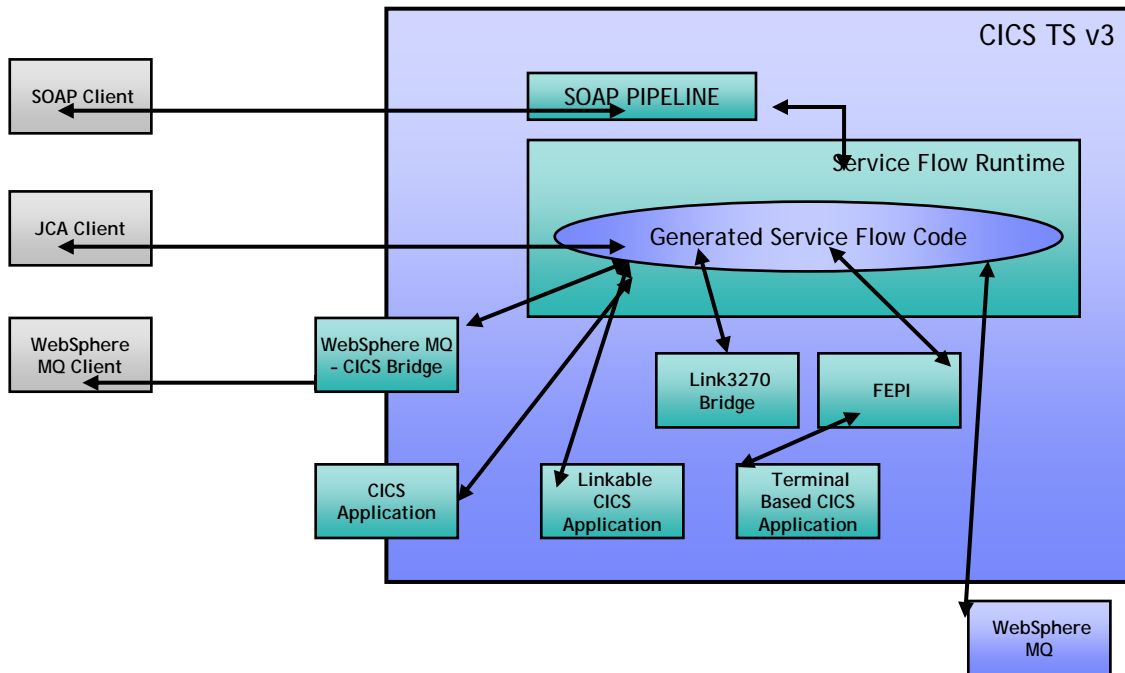 CICS TS v3
SOAP Client
SOAP PIPELINE
Service Flow Runtime
JCA Client
Generated Service Flow Code
WebSphere
MQ Client
WebSphere MQ
– CICS Bridge
Link3270
Bridge
FEPI
CICS
Application
Linkable
CICS
Application
Terminal
Based CICS
Application
WebSphere
MQ